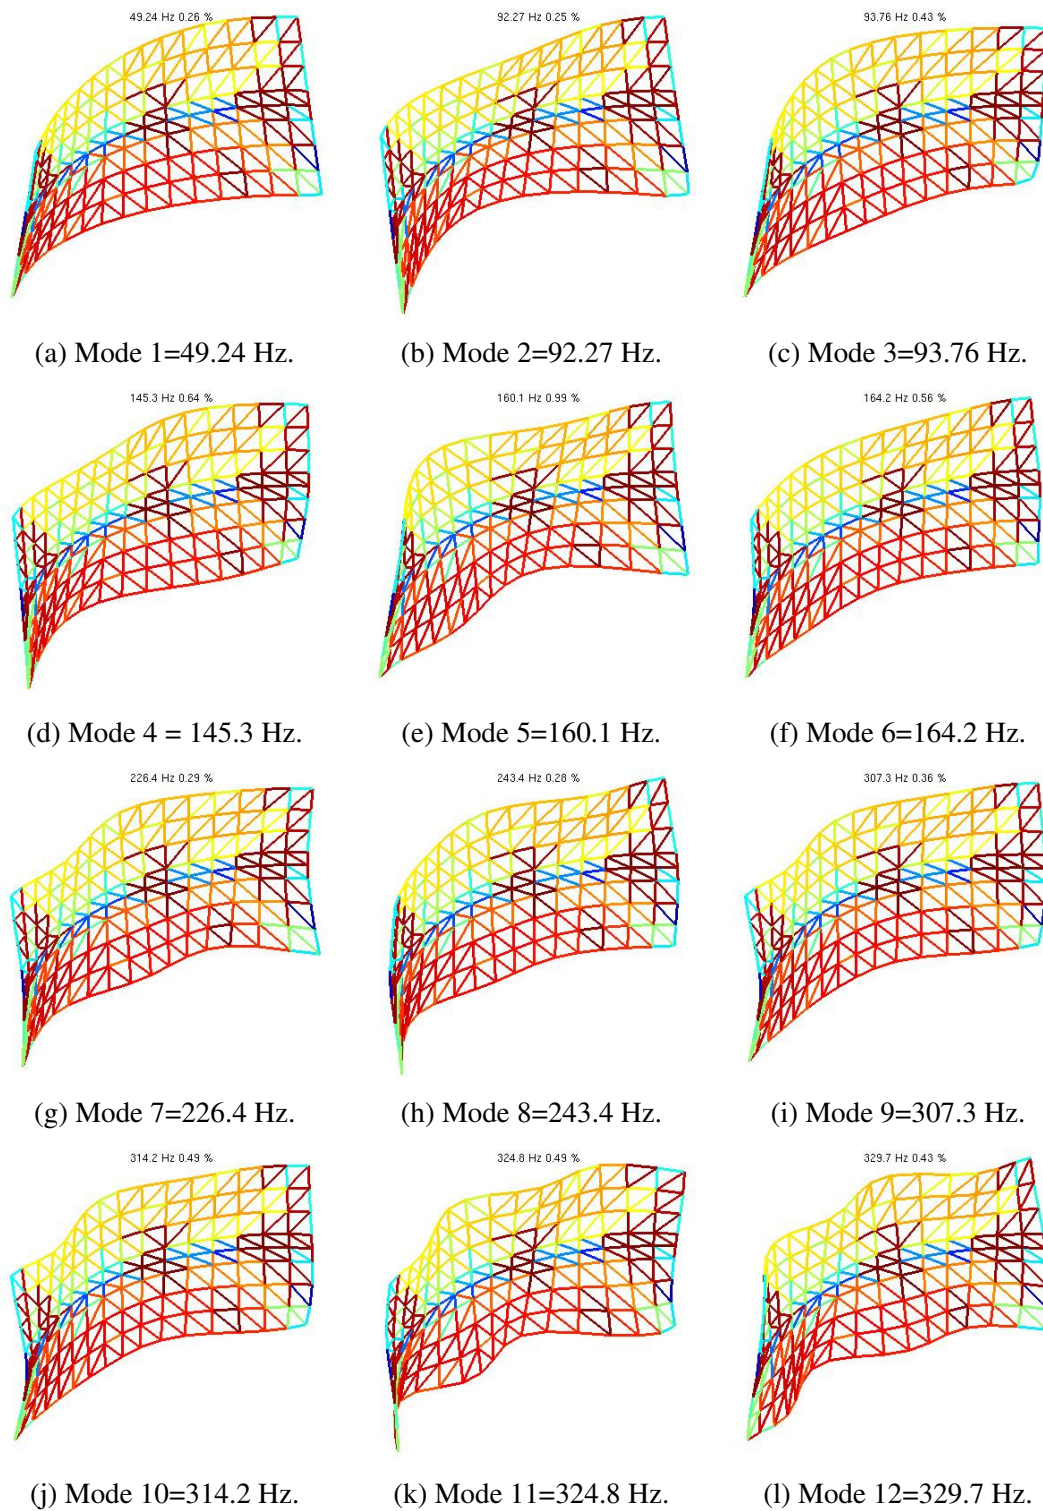 49.24 Hz 0.26 %
92.27 Hz 0.25 %
93.76 Hz 0.43 %
(a) Mode 1=49.24 Hz.
(b) Mode 2=92.27 Hz.
(c) Mode 3=93.76 Hz.
145.3 Hz 0.64 %
160.1 Hz 0.99 %
164.2 Hz 0.56 %
(d) Mode 4 = 145.3 Hz.
(e) Mode 5=160.1 Hz.
(f) Mode 6=164.2 Hz.
226.4 Hz 0.29 %
243.4 Hz 0.28 %
307.3 Hz 0.36 %
(g) Mode 7=226.4 Hz.
(h) Mode 8=243.4 Hz.
(i) Mode 9=307.3 Hz.
314.2 Hz 0.49 %
324.8 Hz 0.49 %
329.7 Hz 0.43 %
(j) Mode 10=314.2 Hz.
(k) Mode 11=324.8 Hz.
(l) Mode 12=329.7 Hz.